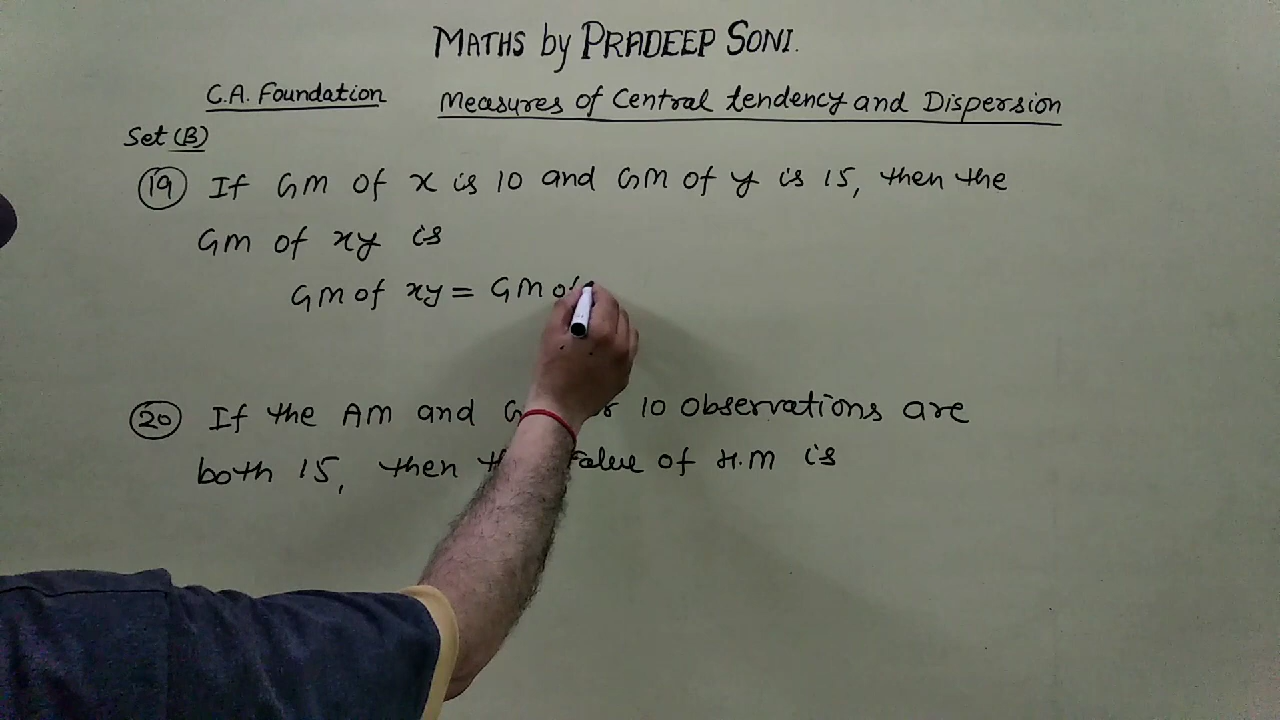 MATHS by PRADEEP SONI.
C.A. Foundation Measures of Central tendency and Dispersion
Set (B)
(19) If GM of x is 10 and GM of y is 15, then the
GM of xy is
GM of xy = GM of
(20) If the AM and 10 observations are
both 15, then value of H.M is